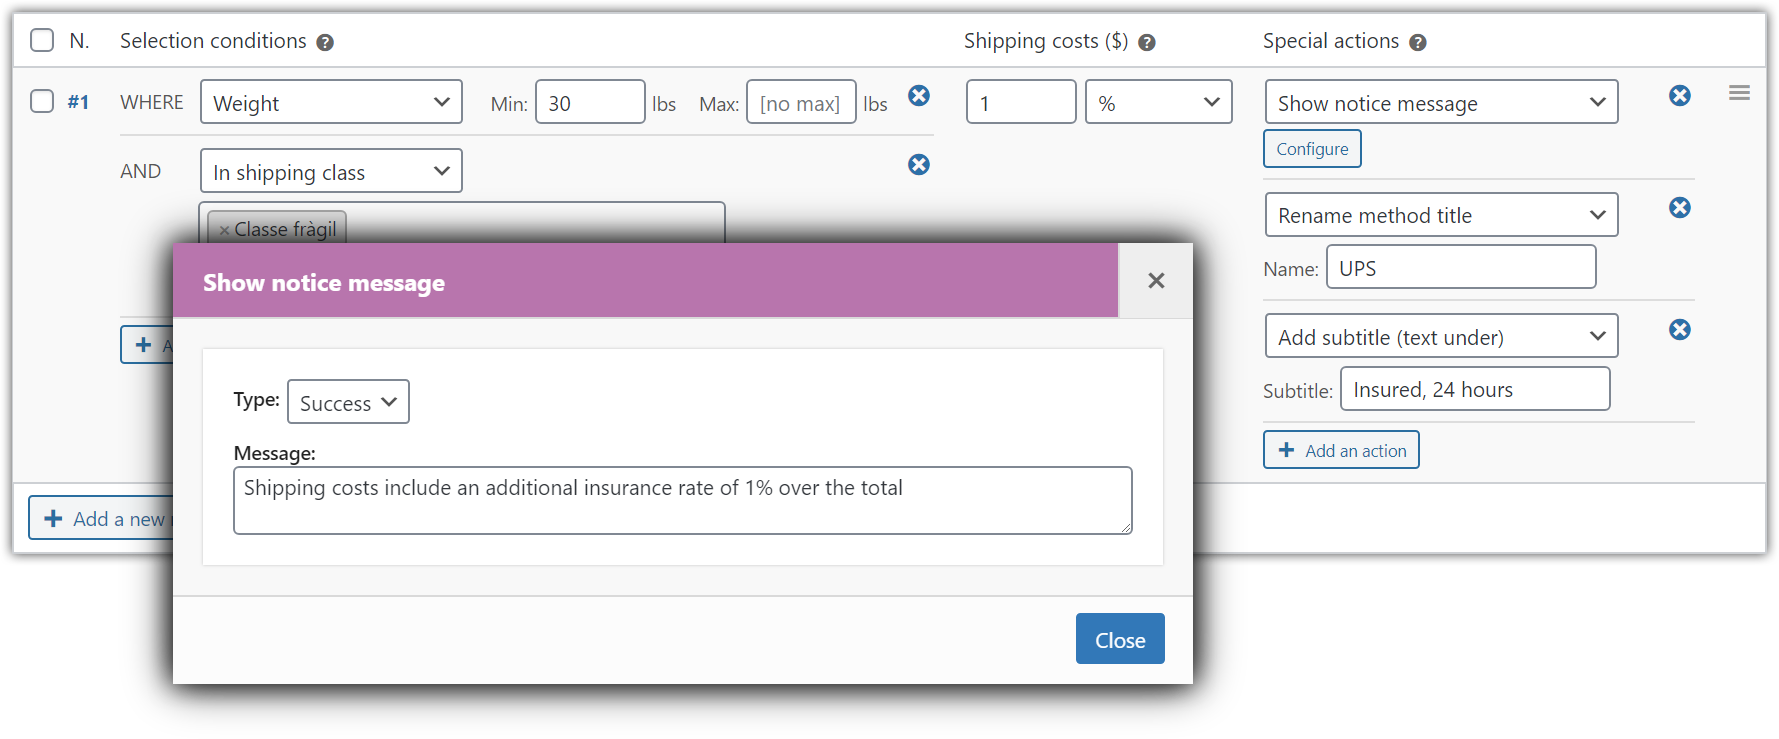 N. Selection conditions ? Shipping costs ($) ? Special actions ?
#1 WHERE Weight Min: 30 lbs Max: [no max] lbs 1 % Show notice message
Configure
AND In shipping class
× Classe fràgil
Rename method title
Name: UPS
Show notice message ×
Add subtitle (text under)
Subtitle: Insured, 24 hours
Type: Success
+ Add an action
Message:
Shipping costs include an additional insurance rate of 1% over the total
+ Add a new
Close